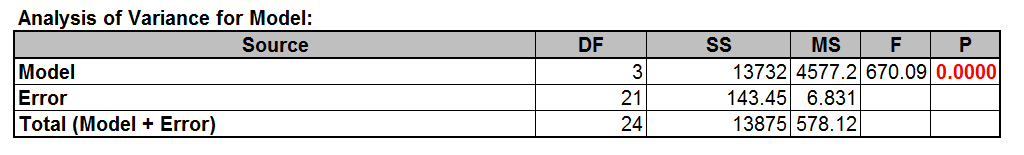 Analysis of Variance for Model:
Source DF SS MS F P
Model 3 13732 4577.2 670.09 0.0000
Error 21 143.45 6.831
Total (Model + Error) 24 13875 578.12